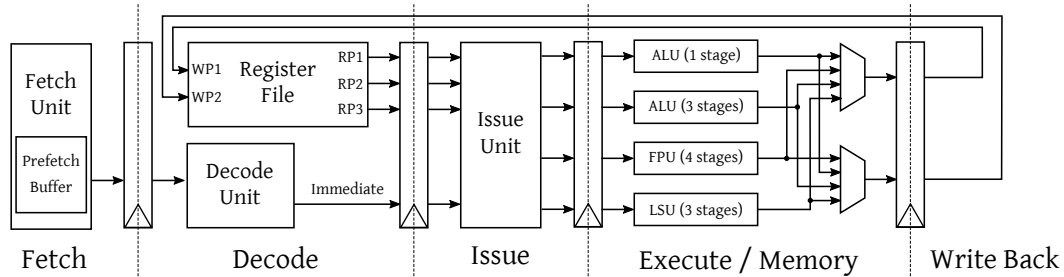 Fetch
Unit
Prefetch
Buffer
WP1
WP2
Register
File
RP1
RP2
RP3
Decode
Unit
Immediate
Issue
Unit
ALU (1 stage)
ALU (3 stages)
FPU (4 stages)
LSU (3 stages)
Fetch
Decode
Issue
Execute / Memory
Write Back